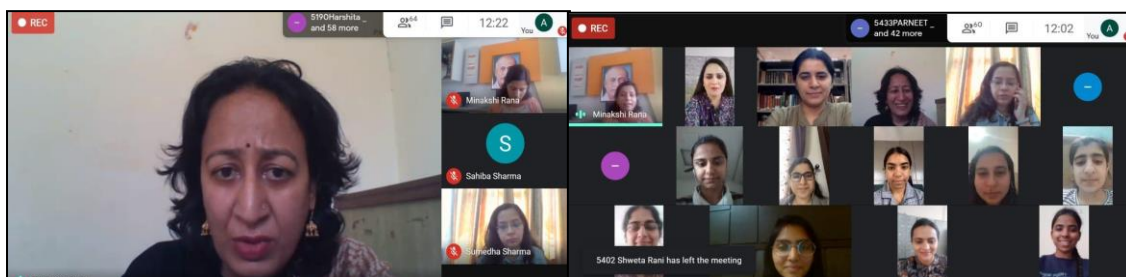 REC
5190Harshita _
and 58 more
64
12:22
You
A
Minakshi Rana
S
Sahiba Sharma
Sumedha Sharma
REC
5433PARNEET _
and 42 more
60
12:02
You
A
Minakshi Rana
5402 Shweta Rani has left the meeting